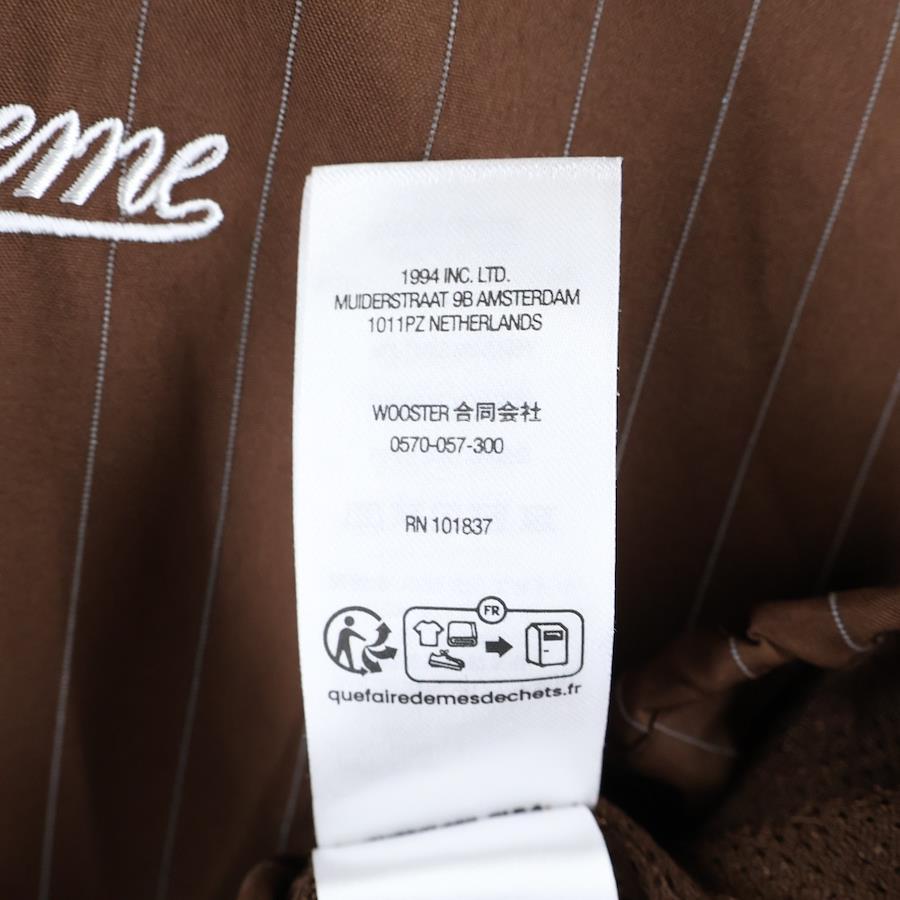 eme
1994 INC. LTD.
MUIDERSTRAAT 9B AMSTERDAM
1011PZ NETHERLANDS
WOOSTER 合同会社
0570-057-300
RN 101837
FR
quefairedemesdechets.fr